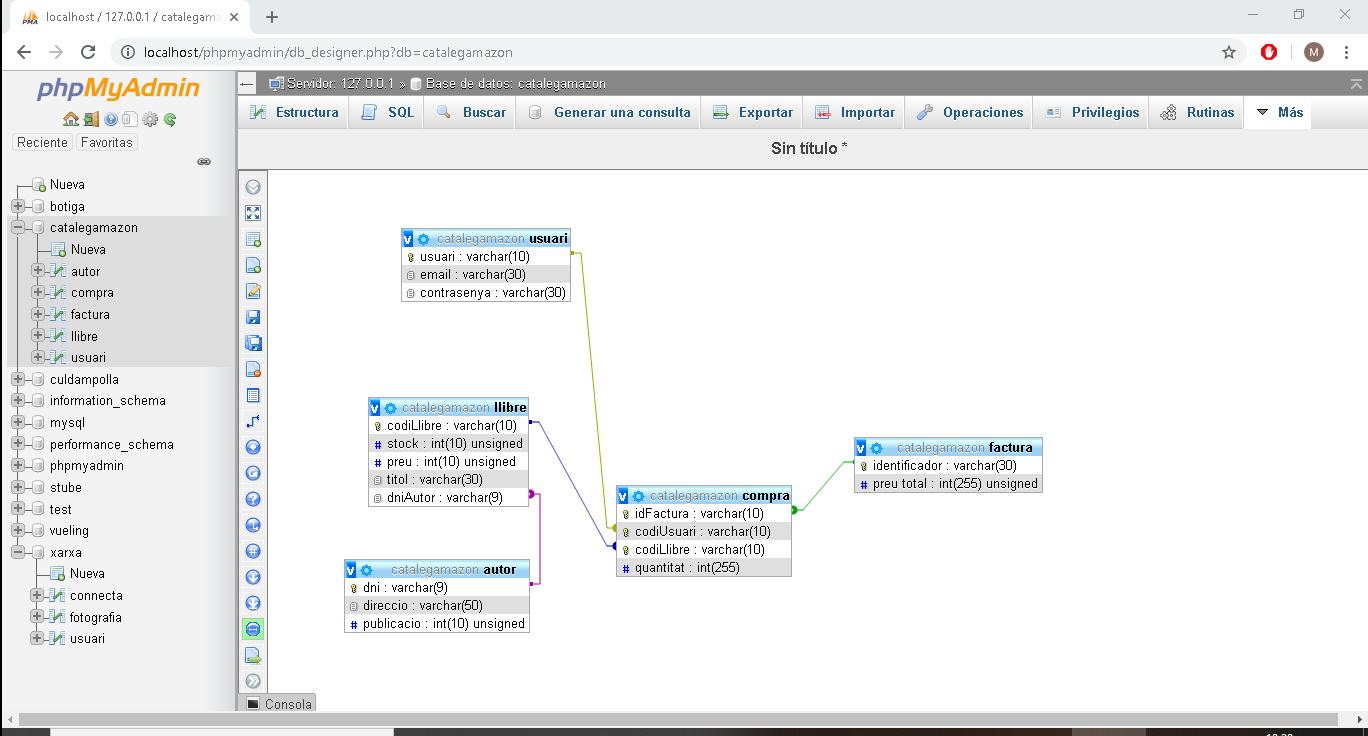 localhost / 127.0.0.1 / catalegama
localhost/phpmyadmin/db_designer.php?db=catalegamazon
M
phpMyAdmin
Reciente Favoritas
Nueva
botiga
catalegamazon
Nueva
autor
compra
factura
llibre
usuari
culdampolla
information_schema
mysql
performance_schema
phpmyadmin
stube
test
vueling
xarxa
Nueva
connecta
fotografia
usuari
Servidor: 127.0.0.1 » Base de datos: catalegamazon
Estructura SQL Buscar Generar una consulta Exportar Importar Operaciones Privilegios Rutinas Más
Sin título *
catalegamazon usuari
usuari : varchar(10)
email : varchar(30)
contrasenya : varchar(30)
catalegamazon llibre
codiLlibre : varchar(10)
stock : int(10) unsigned
preu : int(10) unsigned
titol : varchar(30)
dniAutor : varchar(9)
catalegamazon autor
dni : varchar(9)
direccio : varchar(50)
publicacio : int(10) unsigned
catalegamazon compra
idFactura : varchar(10)
codiUsuari : varchar(10)
codiLlibre : varchar(10)
quantitat : int(255)
catalegamazon factura
identificador : varchar(30)
preu total : int(255) unsigned
Consola